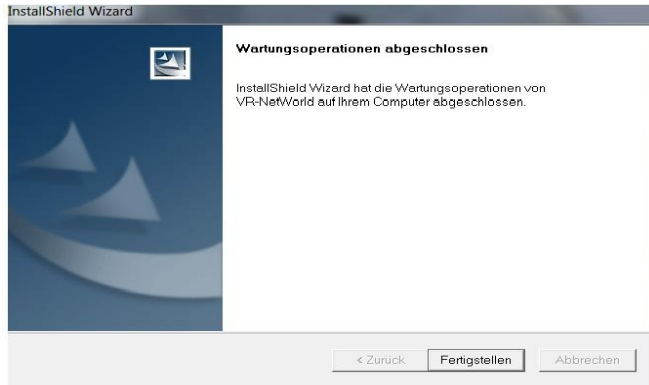 InstallShield Wizard
Wartungsoperationen abgeschlossen
InstallShield Wizard hat die Wartungsoperationen von
VR-NetWorld auf Ihrem Computer abgeschlossen.
< Zurück
Fertigstellen
Abbrechen